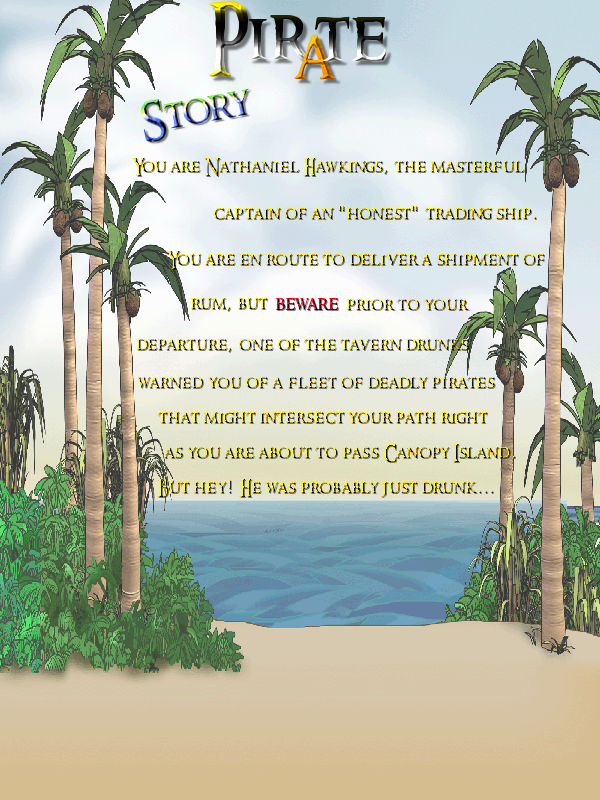 Pirate
A
Story
You are Nathaniel Hawkings, the masterful
captain of an "honest" trading ship.
You are en route to deliver a shipment of
rum, but beware prior to your
departure, one of the tavern drunks
warned you of a fleet of deadly pirates
that might intersect your path right
as you are about to pass Canopy Island.
But hey! He was probably just drunk...